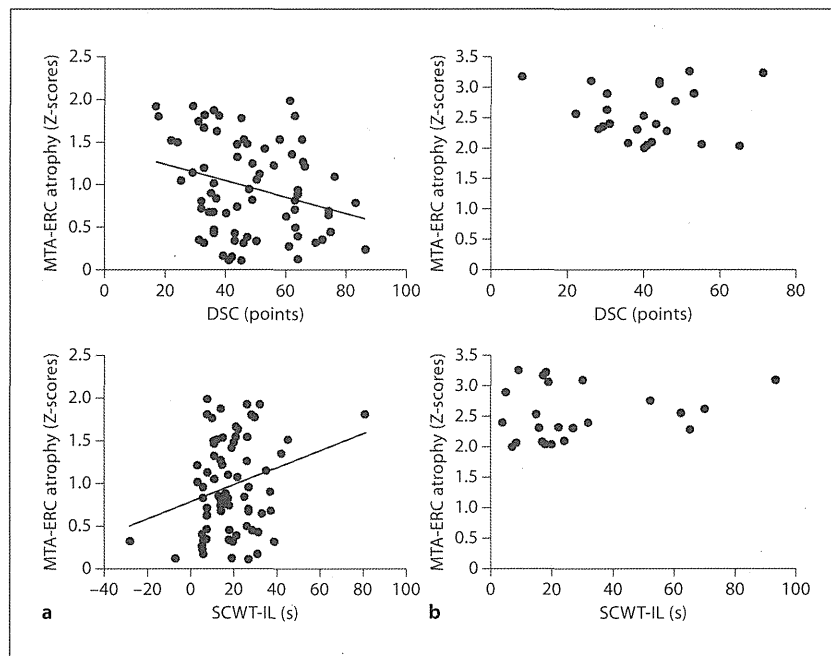 2.5
2.0
1.5
1.0
0.5
0
MTA-ERC atrophy (Z-scores)
0 20 40 60 80 100
DSC (points)
3.5
3.0
2.5
2.0
1.5
1.0
0.5
0
MTA-ERC atrophy (Z-scores)
0 20 40 60 80
DSC (points)
2.5
2.0
1.5
1.0
0.5
0
MTA-ERC atrophy (Z-scores)
−40 −20 0 20 40 60 80 100
SCWT-IL (s)
a
3.5
3.0
2.5
2.0
1.5
1.0
0.5
0
MTA-ERC atrophy (Z-scores)
0 20 40 60 80 100
SCWT-IL (s)
b